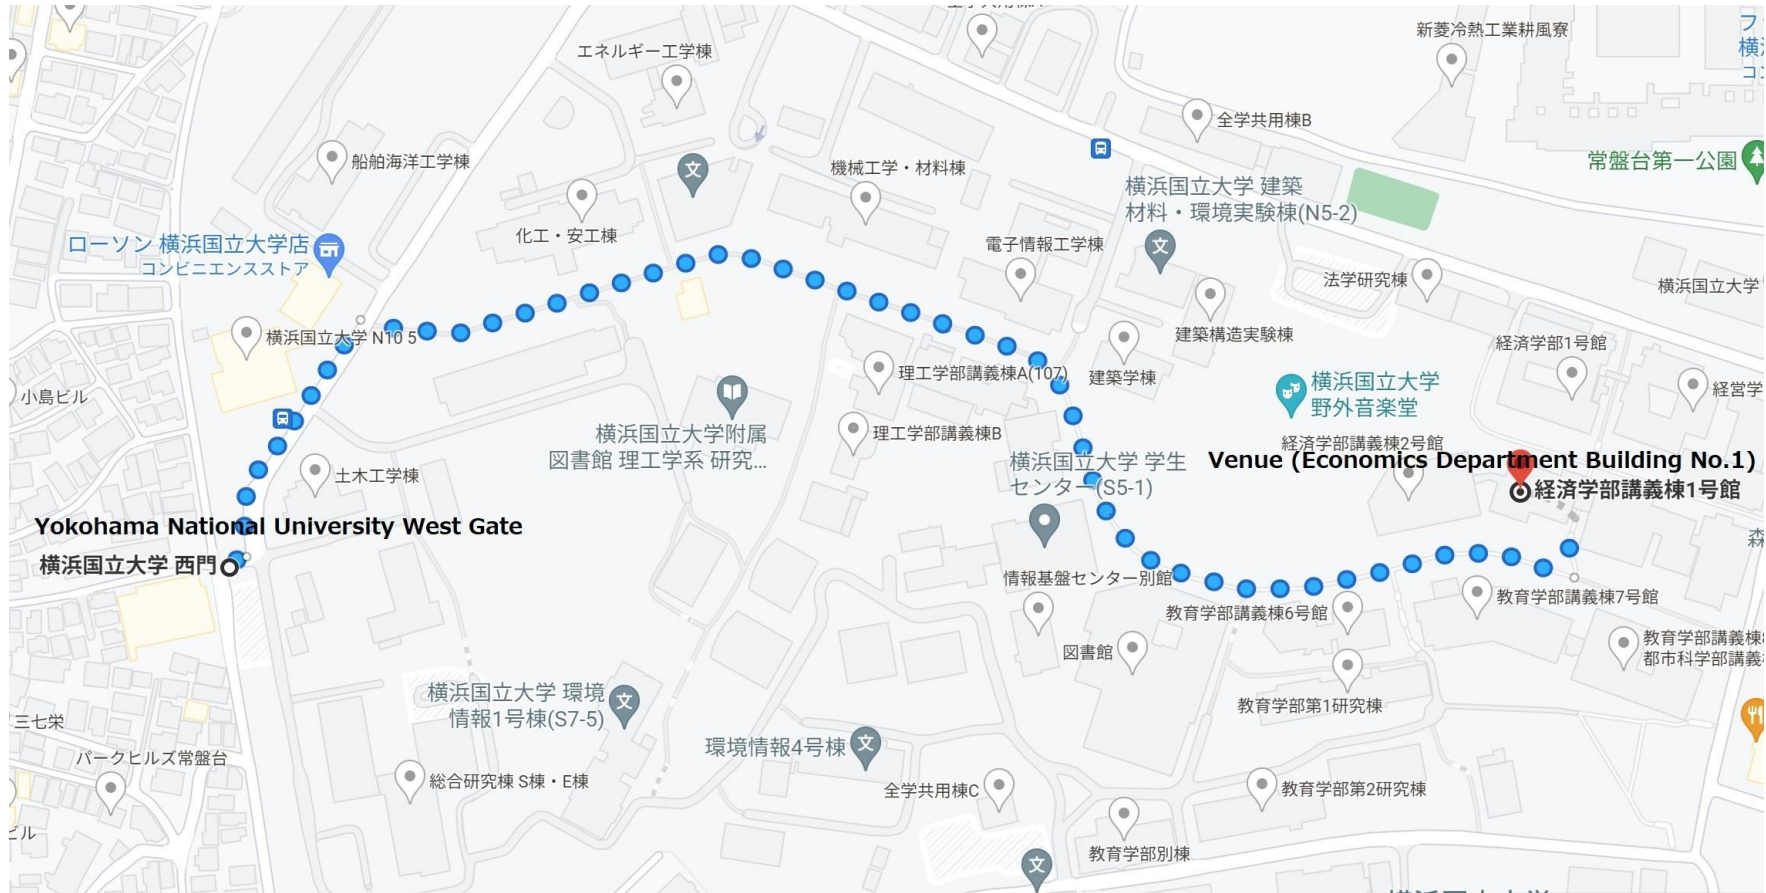 エネルギー工学棟
新菱冷熱工業耕風寮
全学共用棟B
船舶海洋工学棟
機械工学・材料棟
常盤台第一公園
横浜国立大学 建築
材料・環境実験棟(N5-2)
化工・安工棟
ローソン 横浜国立大学店
コンビニエンスストア
電子情報工学棟
法学研究棟
横浜国立大学
横浜国立大学 N10 5
建築構造実験棟
経済学部1号館
理工学部講義棟A(107)
建築学棟
横浜国立大学
野外音楽堂
経営学
小島ビル
横浜国立大学附属
図書館 理工学系 研究...
理工学部講義棟B
経済学部講義棟2号館
横浜国立大学 学生
センター(S5-1)
Venue (Economics Department Building No.1)
経済学部講義棟1号館
土木工学棟
Yokohama National University West Gate
横浜国立大学 西門
森
情報基盤センター別館
教育学部講義棟6号館
教育学部講義棟7号館
図書館
教育学部講義棟
都市科学部講義
横浜国立大学 環境
情報1号棟(S7-5)
教育学部第1研究棟
三七栄
環境情報4号棟
パークヒルズ常盤台
総合研究棟 S棟・E棟
全学共用棟C
教育学部第2研究棟
ビル
教育学部別棟